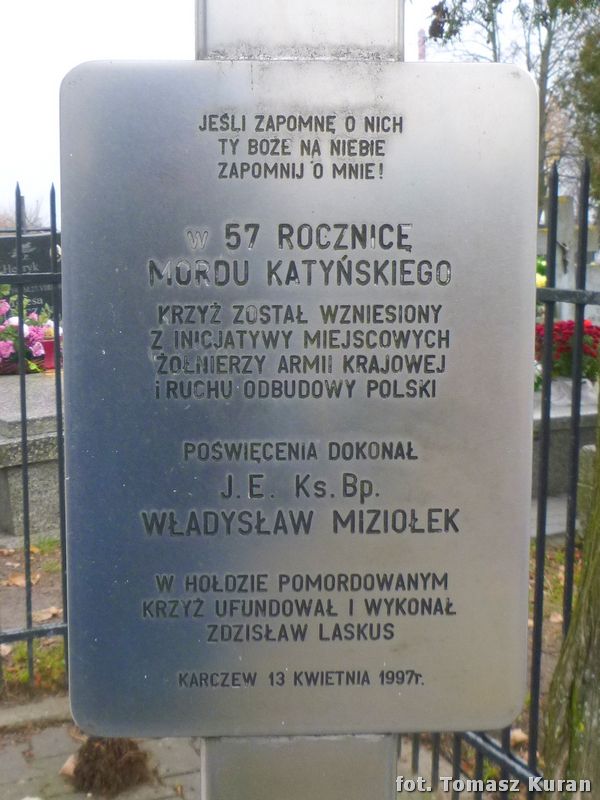 JEŚLI ZAPOMNĘ O NICH
TY BOŻE NA NIEBIE
ZAPOMNIJ O MNIE!
W 57 ROCZNICĘ
MORDU KATYŃSKIEGO
KRZYŻ ZOSTAŁ WZNIESIONY
Z INICJATYWY MIEJSCOWYCH
ŻOŁNIERZY ARMII KRAJOWEJ
i RUCHU ODBUDOWY POLSKI
POŚWIĘCENIA DOKONAŁ
J.E. Ks. Bp.
WŁADYSŁAW MIZIOŁEK
W HOŁDZIE POMORDOWANYM
KRZYŻ UFUNDOWAŁ I WYKONAŁ
ZDZISŁAW LASKUS
KARCZEW 13 KWIETNIA 1997r.
Henryk
fot. Tomasz Kuran